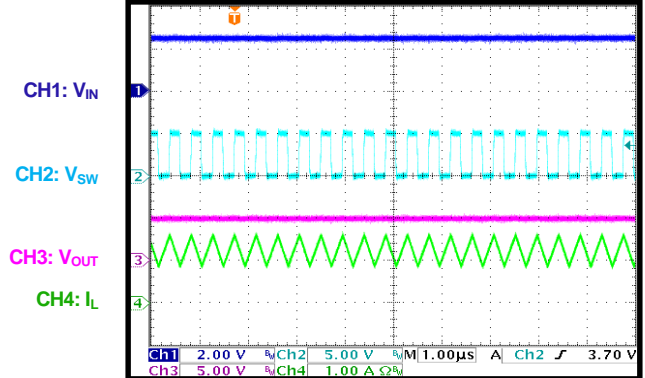 T
CH1: VIN
1
CH2: VSW
2
CH3: VOUT
3
CH4: IL
4
Ch1 2.00 V BW Ch2 5.00 V BW M 1.00µs A Ch2 ∫ 3.70 V
Ch3 5.00 V BW Ch4 1.00 A Ω BW